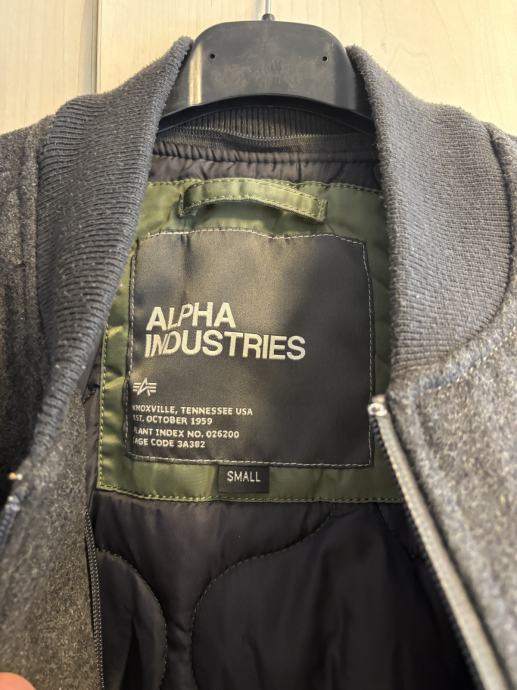 ALPHA
INDUSTRIES
KNOXVILLE, TENNESSEE USA
EST. OCTOBER 1959
PLANT INDEX NO. 026200
CAGE CODE 3A382
SMALL